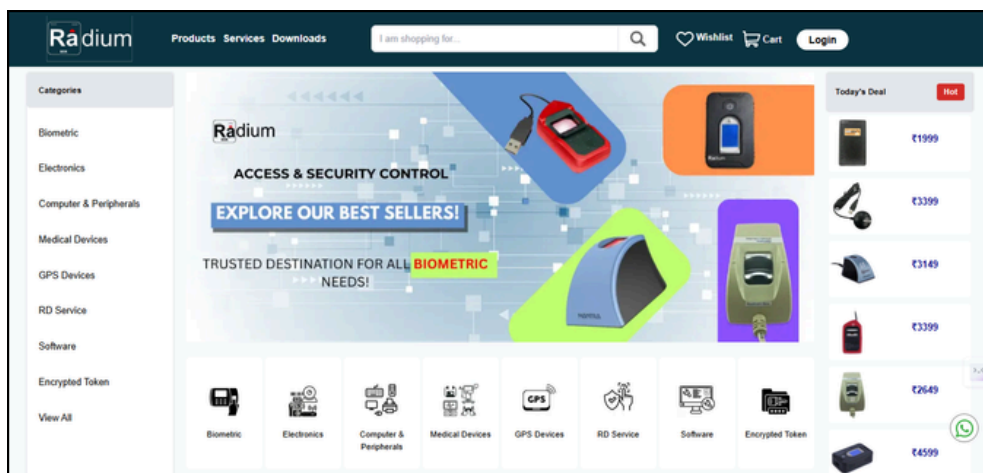 Radium
Products Services Downloads
I am shopping for...
Wishlist
Cart
Login
Categories
Biometric
Electronics
Computer & Peripherals
Medical Devices
GPS Devices
RD Service
Software
Encrypted Token
View All
Radium
ACCESS & SECURITY CONTROL
EXPLORE OUR BEST SELLERS!
TRUSTED DESTINATION FOR ALL BIOMETRIC
NEEDS!
Radium
Today's Deal
Hot
₹1999
₹3399
₹3149
₹3399
₹2649
₹4599
Biometric
Electronics
Computer &
Peripherals
Medical Devices
GPS
GPS Devices
RD Service
Software
Encrypted Token